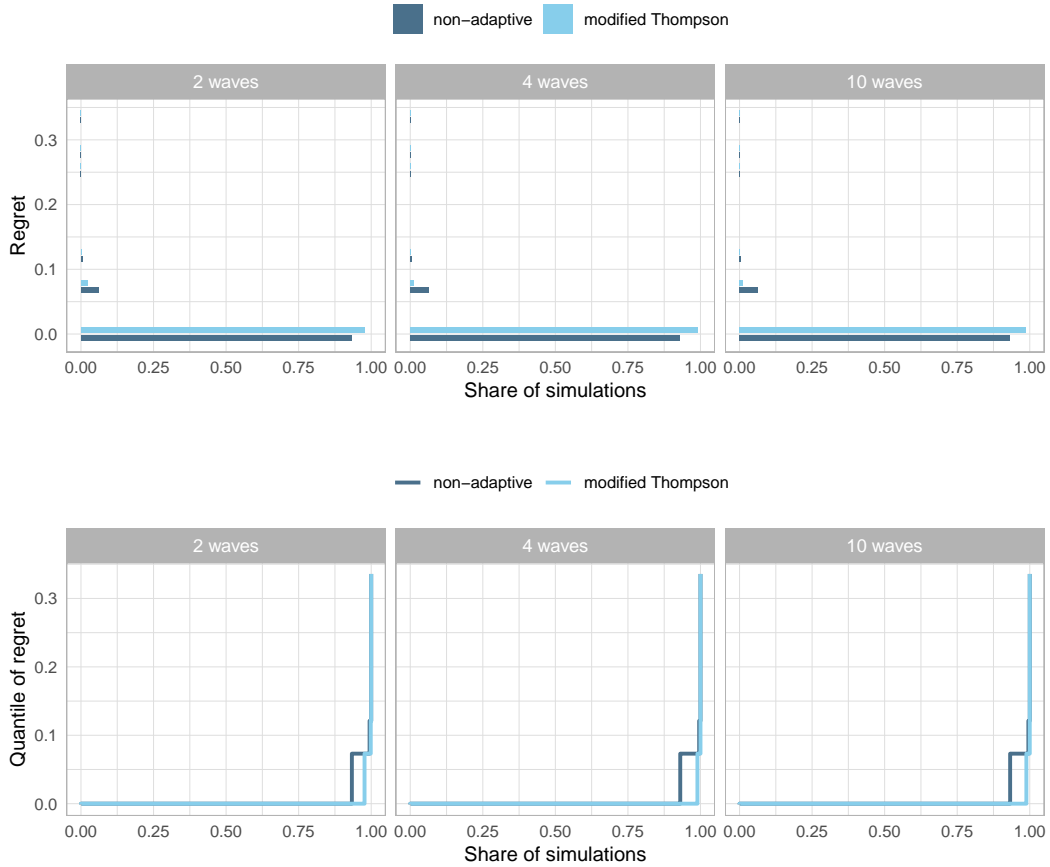 non−adaptive modified Thompson
2 waves 4 waves 10 waves
0.3
0.2
Regret
0.1
0.0
0.00 0.25 0.50 0.75 1.00 0.00 0.25 0.50 0.75 1.00 0.00 0.25 0.50 0.75 1.00
Share of simulations
non−adaptive modified Thompson
2 waves 4 waves 10 waves
0.3
0.2
Quantile of regret
0.1
0.0
0.00 0.25 0.50 0.75 1.00 0.00 0.25 0.50 0.75 1.00 0.00 0.25 0.50 0.75 1.00
Share of simulations